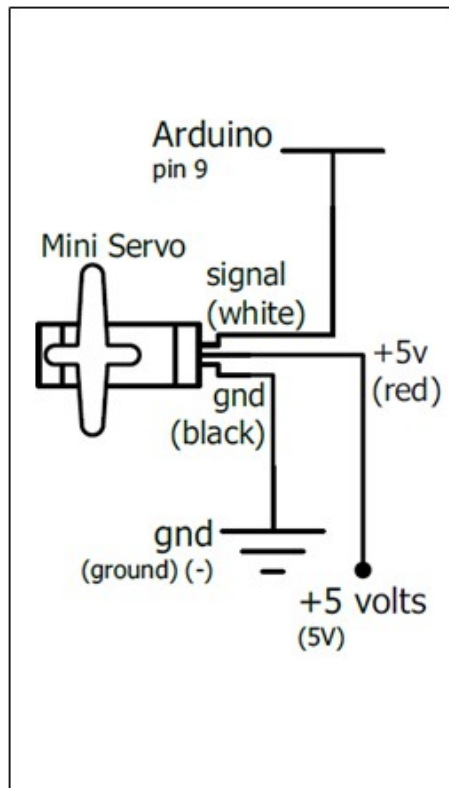 Arduino
pin 9
Mini Servo
signal
(white)
+5v
(red)
gnd
(black)
gnd
(ground) (-)
+5 volts
(5V)